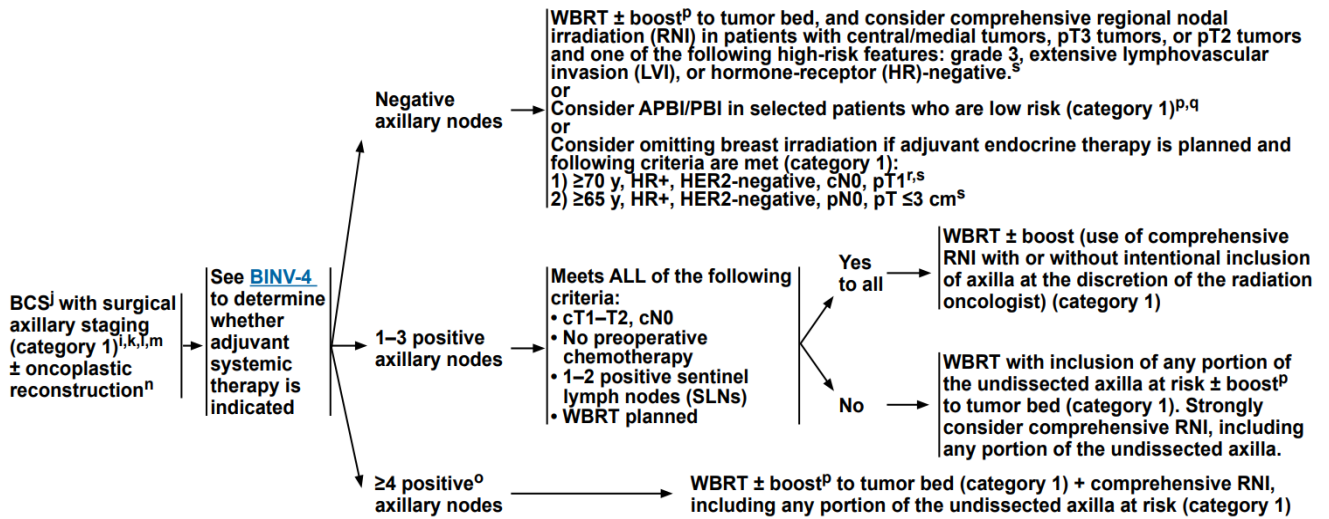 BCSʲ with surgical
axillary staging
(category 1)ⁱ,ᵏ,ˡ,ᵐ
± oncoplastic
reconstructionⁿ
See BINV-4
to determine
whether
adjuvant
systemic
therapy is
indicated
Negative
axillary nodes
WBRT ± boostᵖ to tumor bed, and consider comprehensive regional nodal
irradiation (RNI) in patients with central/medial tumors, pT3 tumors, or pT2 tumors
and one of the following high-risk features: grade 3, extensive lymphovascular
invasion (LVI), or hormone-receptor (HR)-negative.ˢ
or
Consider APBI/PBI in selected patients who are low risk (category 1)ᵖ,q
or
Consider omitting breast irradiation if adjuvant endocrine therapy is planned and
following criteria are met (category 1):
1) ≥70 y, HR+, HER2-negative, cN0, pT1ʳ,ˢ
2) ≥65 y, HR+, HER2-negative, pN0, pT ≤3 cmˢ
1–3 positive
axillary nodes
Meets ALL of the following
criteria:
• cT1–T2, cN0
• No preoperative
chemotherapy
• 1–2 positive sentinel
lymph nodes (SLNs)
• WBRT planned
Yes
to all
WBRT ± boost (use of comprehensive
RNI with or without intentional inclusion
of axilla at the discretion of the radiation
oncologist) (category 1)
No
WBRT with inclusion of any portion of
the undissected axilla at risk ± boostᵖ
to tumor bed (category 1). Strongly
consider comprehensive RNI, including
any portion of the undissected axilla.
≥4 positiveᵒ
axillary nodes
WBRT ± boostᵖ to tumor bed (category 1) + comprehensive RNI,
including any portion of the undissected axilla at risk (category 1)